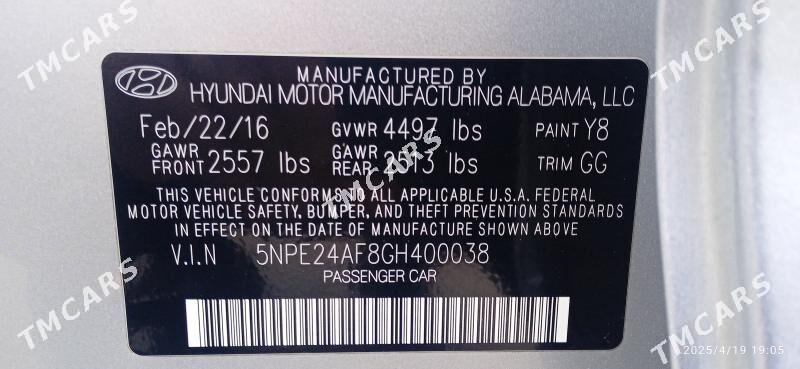 TMCARS
TMCARS
TMCARS
MANUFACTURED BY
HYUNDAI MOTOR MANUFACTURING ALABAMA, LLC
Feb/22/16 GVWR 4497 lbs PAINT Y8
GAWR FRONT 2557 lbs GAWR REAR 2513 lbs TRIM GG
TMCARS
THIS VEHICLE CONFORMS TO ALL APPLICABLE U.S.A. FEDERAL
MOTOR VEHICLE SAFETY, BUMPER, AND THEFT PREVENTION STANDARDS
IN EFFECT ON THE DATE OF MANUFACTURE SHOWN ABOVE
V.I.N 5NPE24AF8GH400038
PASSENGER CAR
TMCARS
TMCARS
2025/4/19 19:05